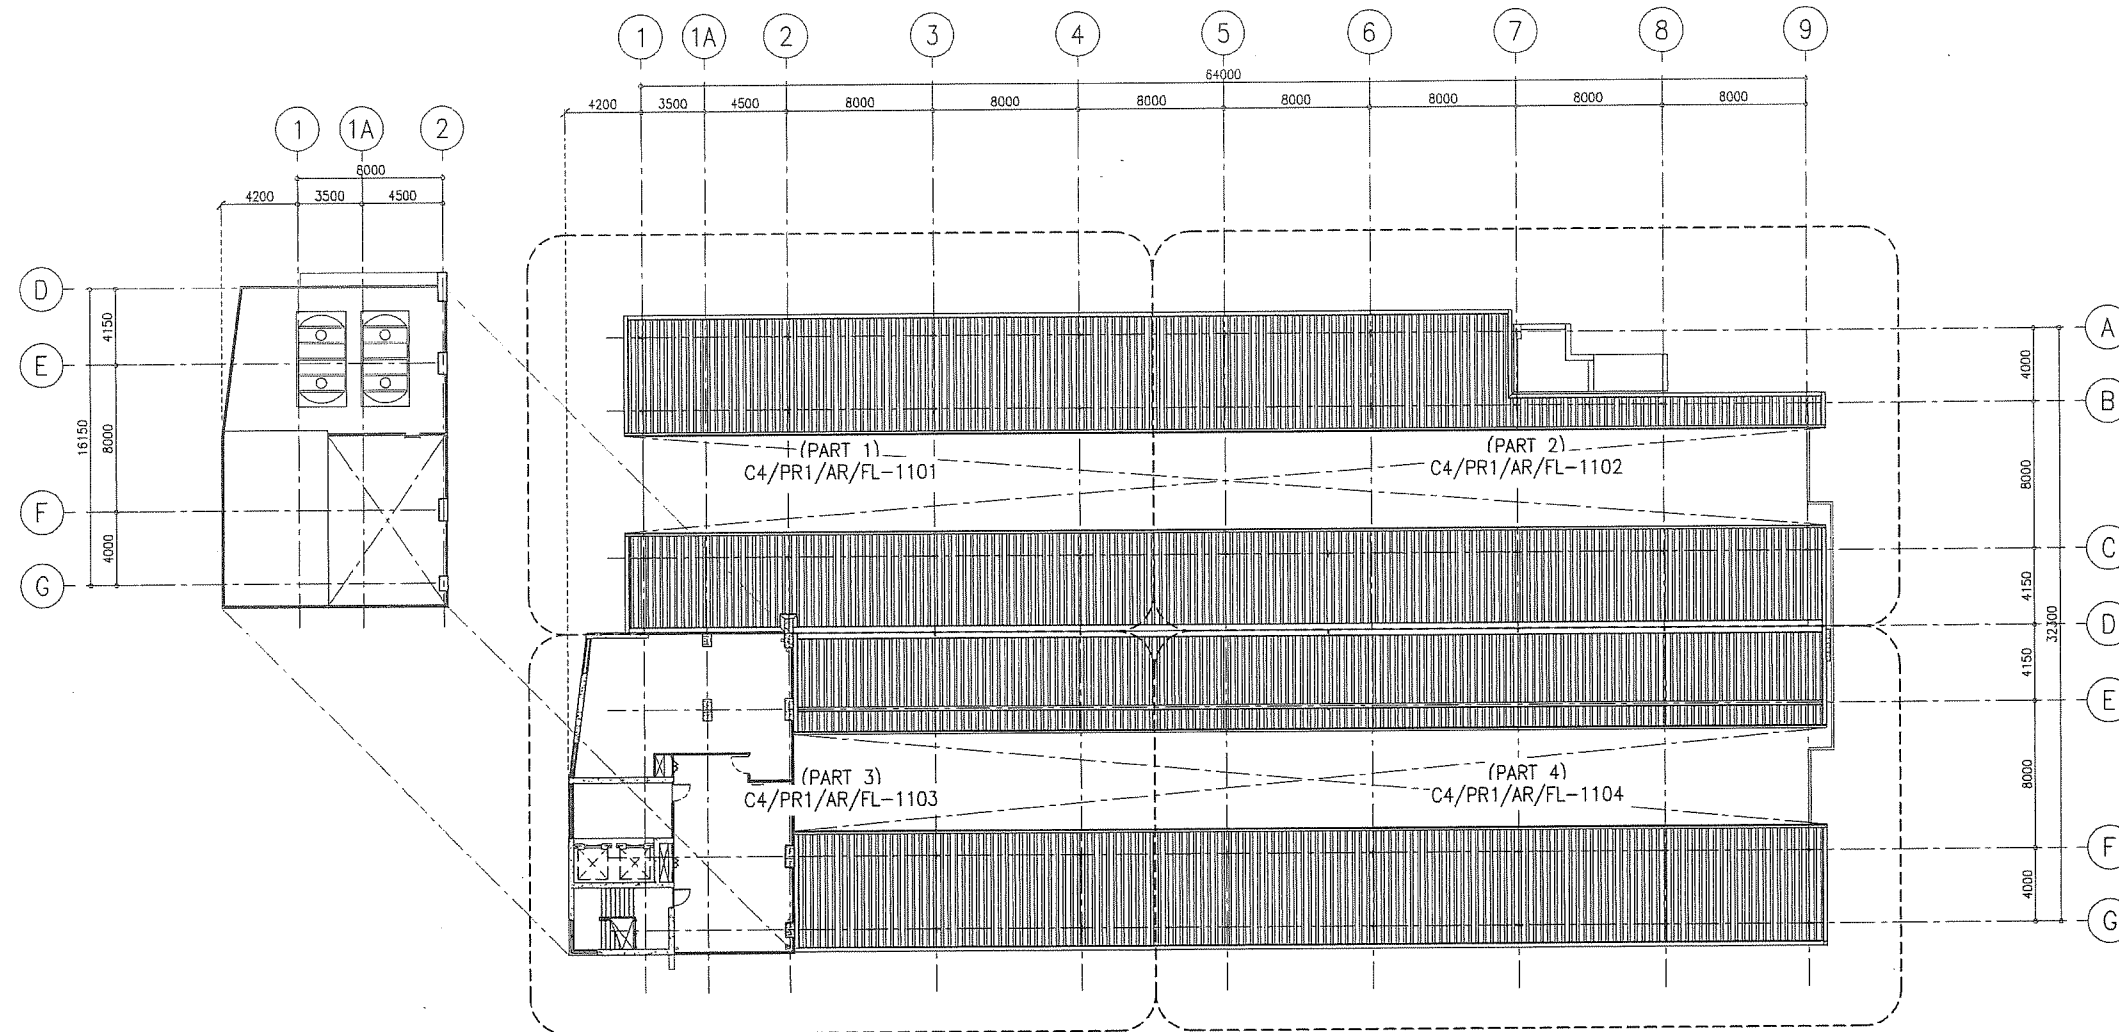 1 1A 2 3 4 5 6 7 8 9
64000
4200 3500 4500 8000 8000 8000 8000 8000 8000 8000
1 1A 2
8000
4200 3500 4500
D
E
F
G
4150
8000
4000
16150
A
B
C
D
E
F
G
4000
8000
4150
4150
8000
4000
32300
(PART 1)
C4/PR1/AR/FL-1101
(PART 2)
C4/PR1/AR/FL-1102
(PART 3)
C4/PR1/AR/FL-1103
(PART 4)
C4/PR1/AR/FL-1104